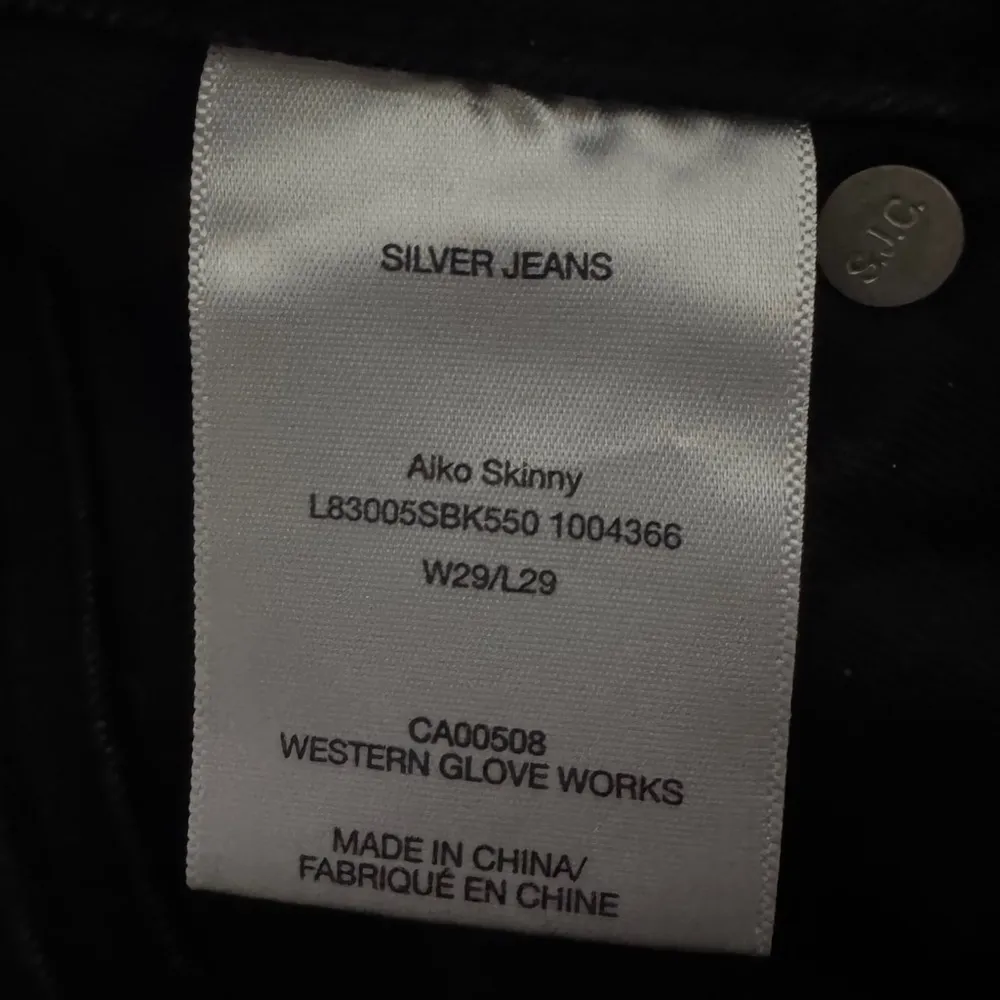 SILVER JEANS
S.J.C.
Aiko Skinny
L83005SBK550 1004366
W29/L29
CA00508
WESTERN GLOVE WORKS
MADE IN CHINA/
FABRIQUÉ EN CHINE